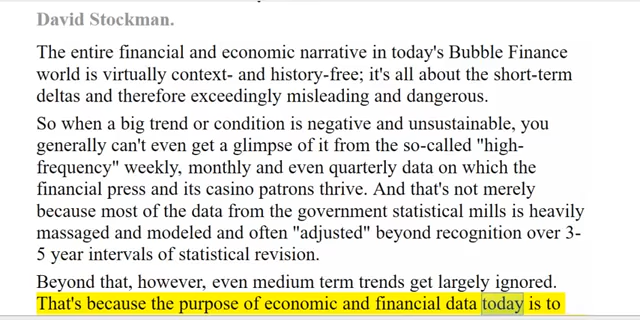 David Stockman.
The entire financial and economic narrative in today's Bubble Finance
world is virtually context- and history-free; it's all about the short-term
deltas and therefore exceedingly misleading and dangerous.
So when a big trend or condition is negative and unsustainable, you
generally can't even get a glimpse of it from the so-called "high-
frequency" weekly, monthly and even quarterly data on which the
financial press and its casino patrons thrive. And that's not merely
because most of the data from the government statistical mills is heavily
massaged and modeled and often "adjusted" beyond recognition over 3-
5 year intervals of statistical revision.
Beyond that, however, even medium term trends get largely ignored.
That's because the purpose of economic and financial data today is to